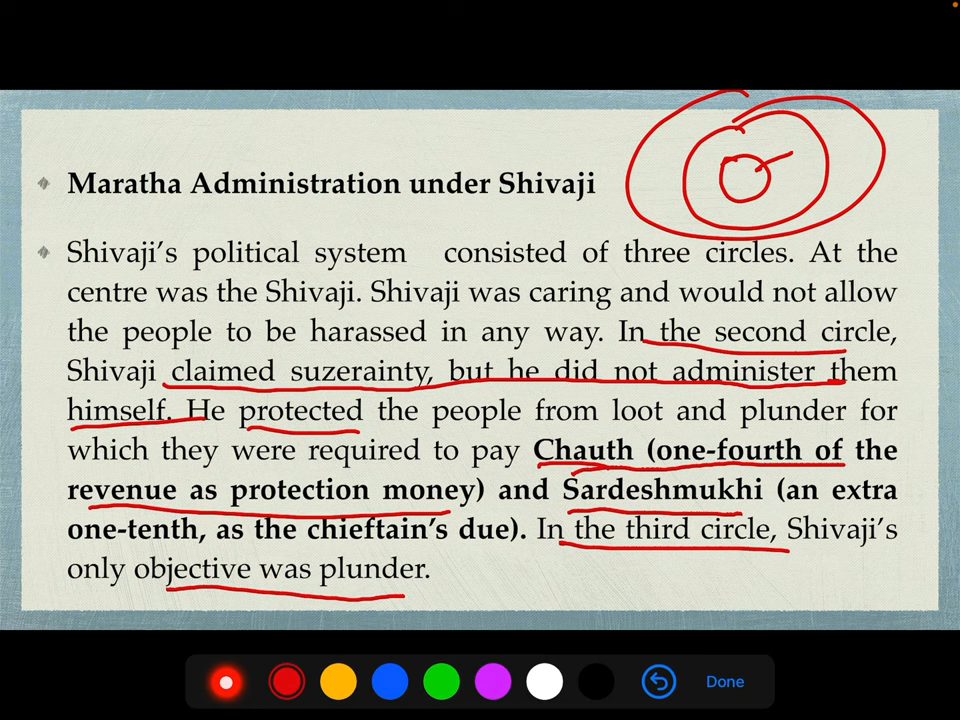 Maratha Administration under Shivaji
Shivaji's political system consisted of three circles. At the
centre was the Shivaji. Shivaji was caring and would not allow
the people to be harassed in any way. In the second circle,
Shivaji claimed suzerainty, but he did not administer them
himself. He protected the people from loot and plunder for
which they were required to pay Chauth (one-fourth of the
revenue as protection money) and Sardeshmukhi (an extra
one-tenth, as the chieftain's due). In the third circle, Shivaji's
only objective was plunder.
Done